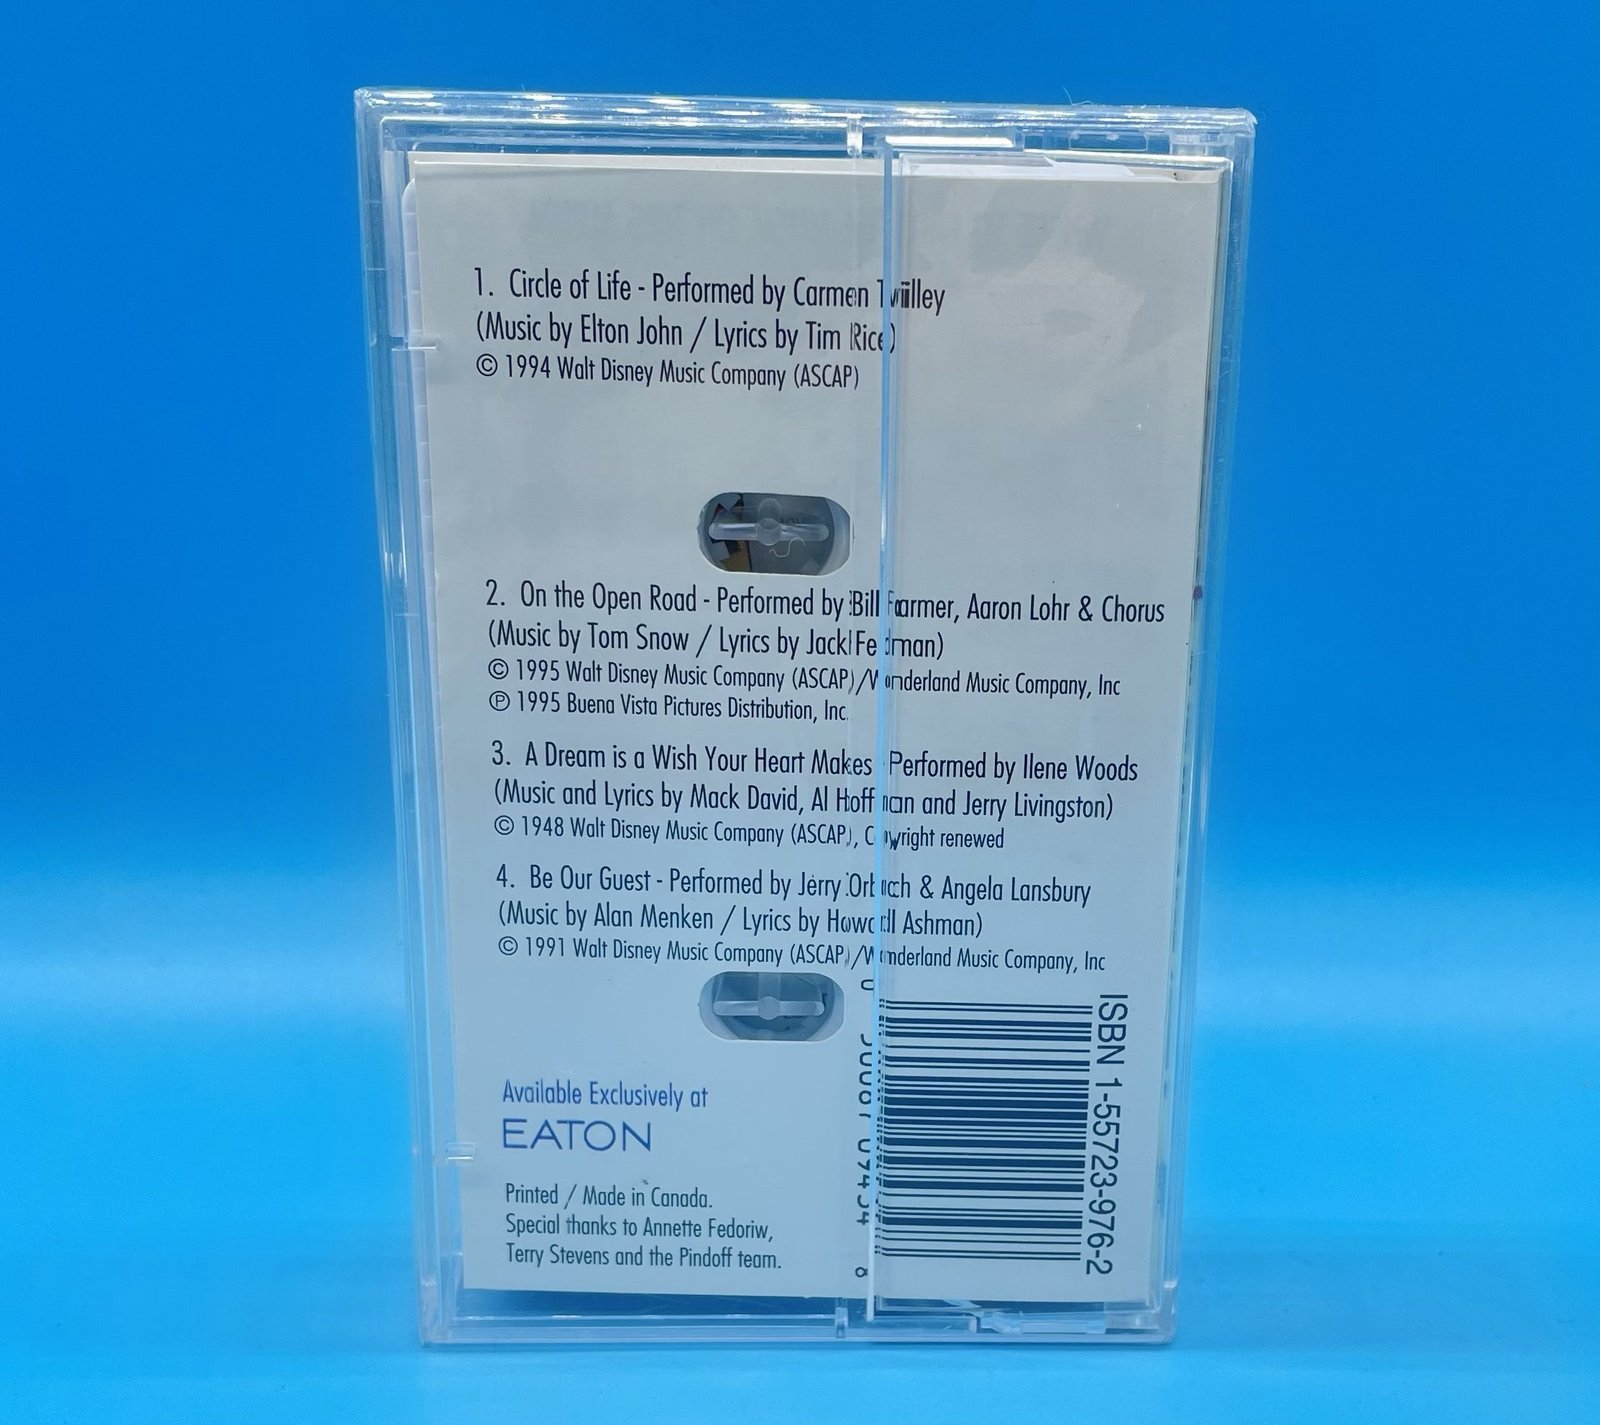 1. Circle of Life - Performed by Carmen Twilley
(Music by Elton John / Lyrics by Tim Rice)
© 1994 Walt Disney Music Company (ASCAP)
2. On the Open Road - Performed by Bill Farmer, Aaron Lohr & Chorus
(Music by Tom Snow / Lyrics by Jack Feldman)
© 1995 Walt Disney Music Company (ASCAP)/Wonderland Music Company, Inc
℗ 1995 Buena Vista Pictures Distribution, Inc.
3. A Dream is a Wish Your Heart Makes - Performed by Ilene Woods
(Music and Lyrics by Mack David, Al Hoffman and Jerry Livingston)
© 1948 Walt Disney Music Company (ASCAP), Copyright renewed
4. Be Our Guest - Performed by Jerry Orbach & Angela Lansbury
(Music by Alan Menken / Lyrics by Howard Ashman)
© 1991 Walt Disney Music Company (ASCAP)/Wonderland Music Company, Inc
ISBN 1-55723-976-2
Available Exclusively at
EATON
Printed / Made in Canada.
Special thanks to Annette Fedoriw,
Terry Stevens and the Pindoff team.